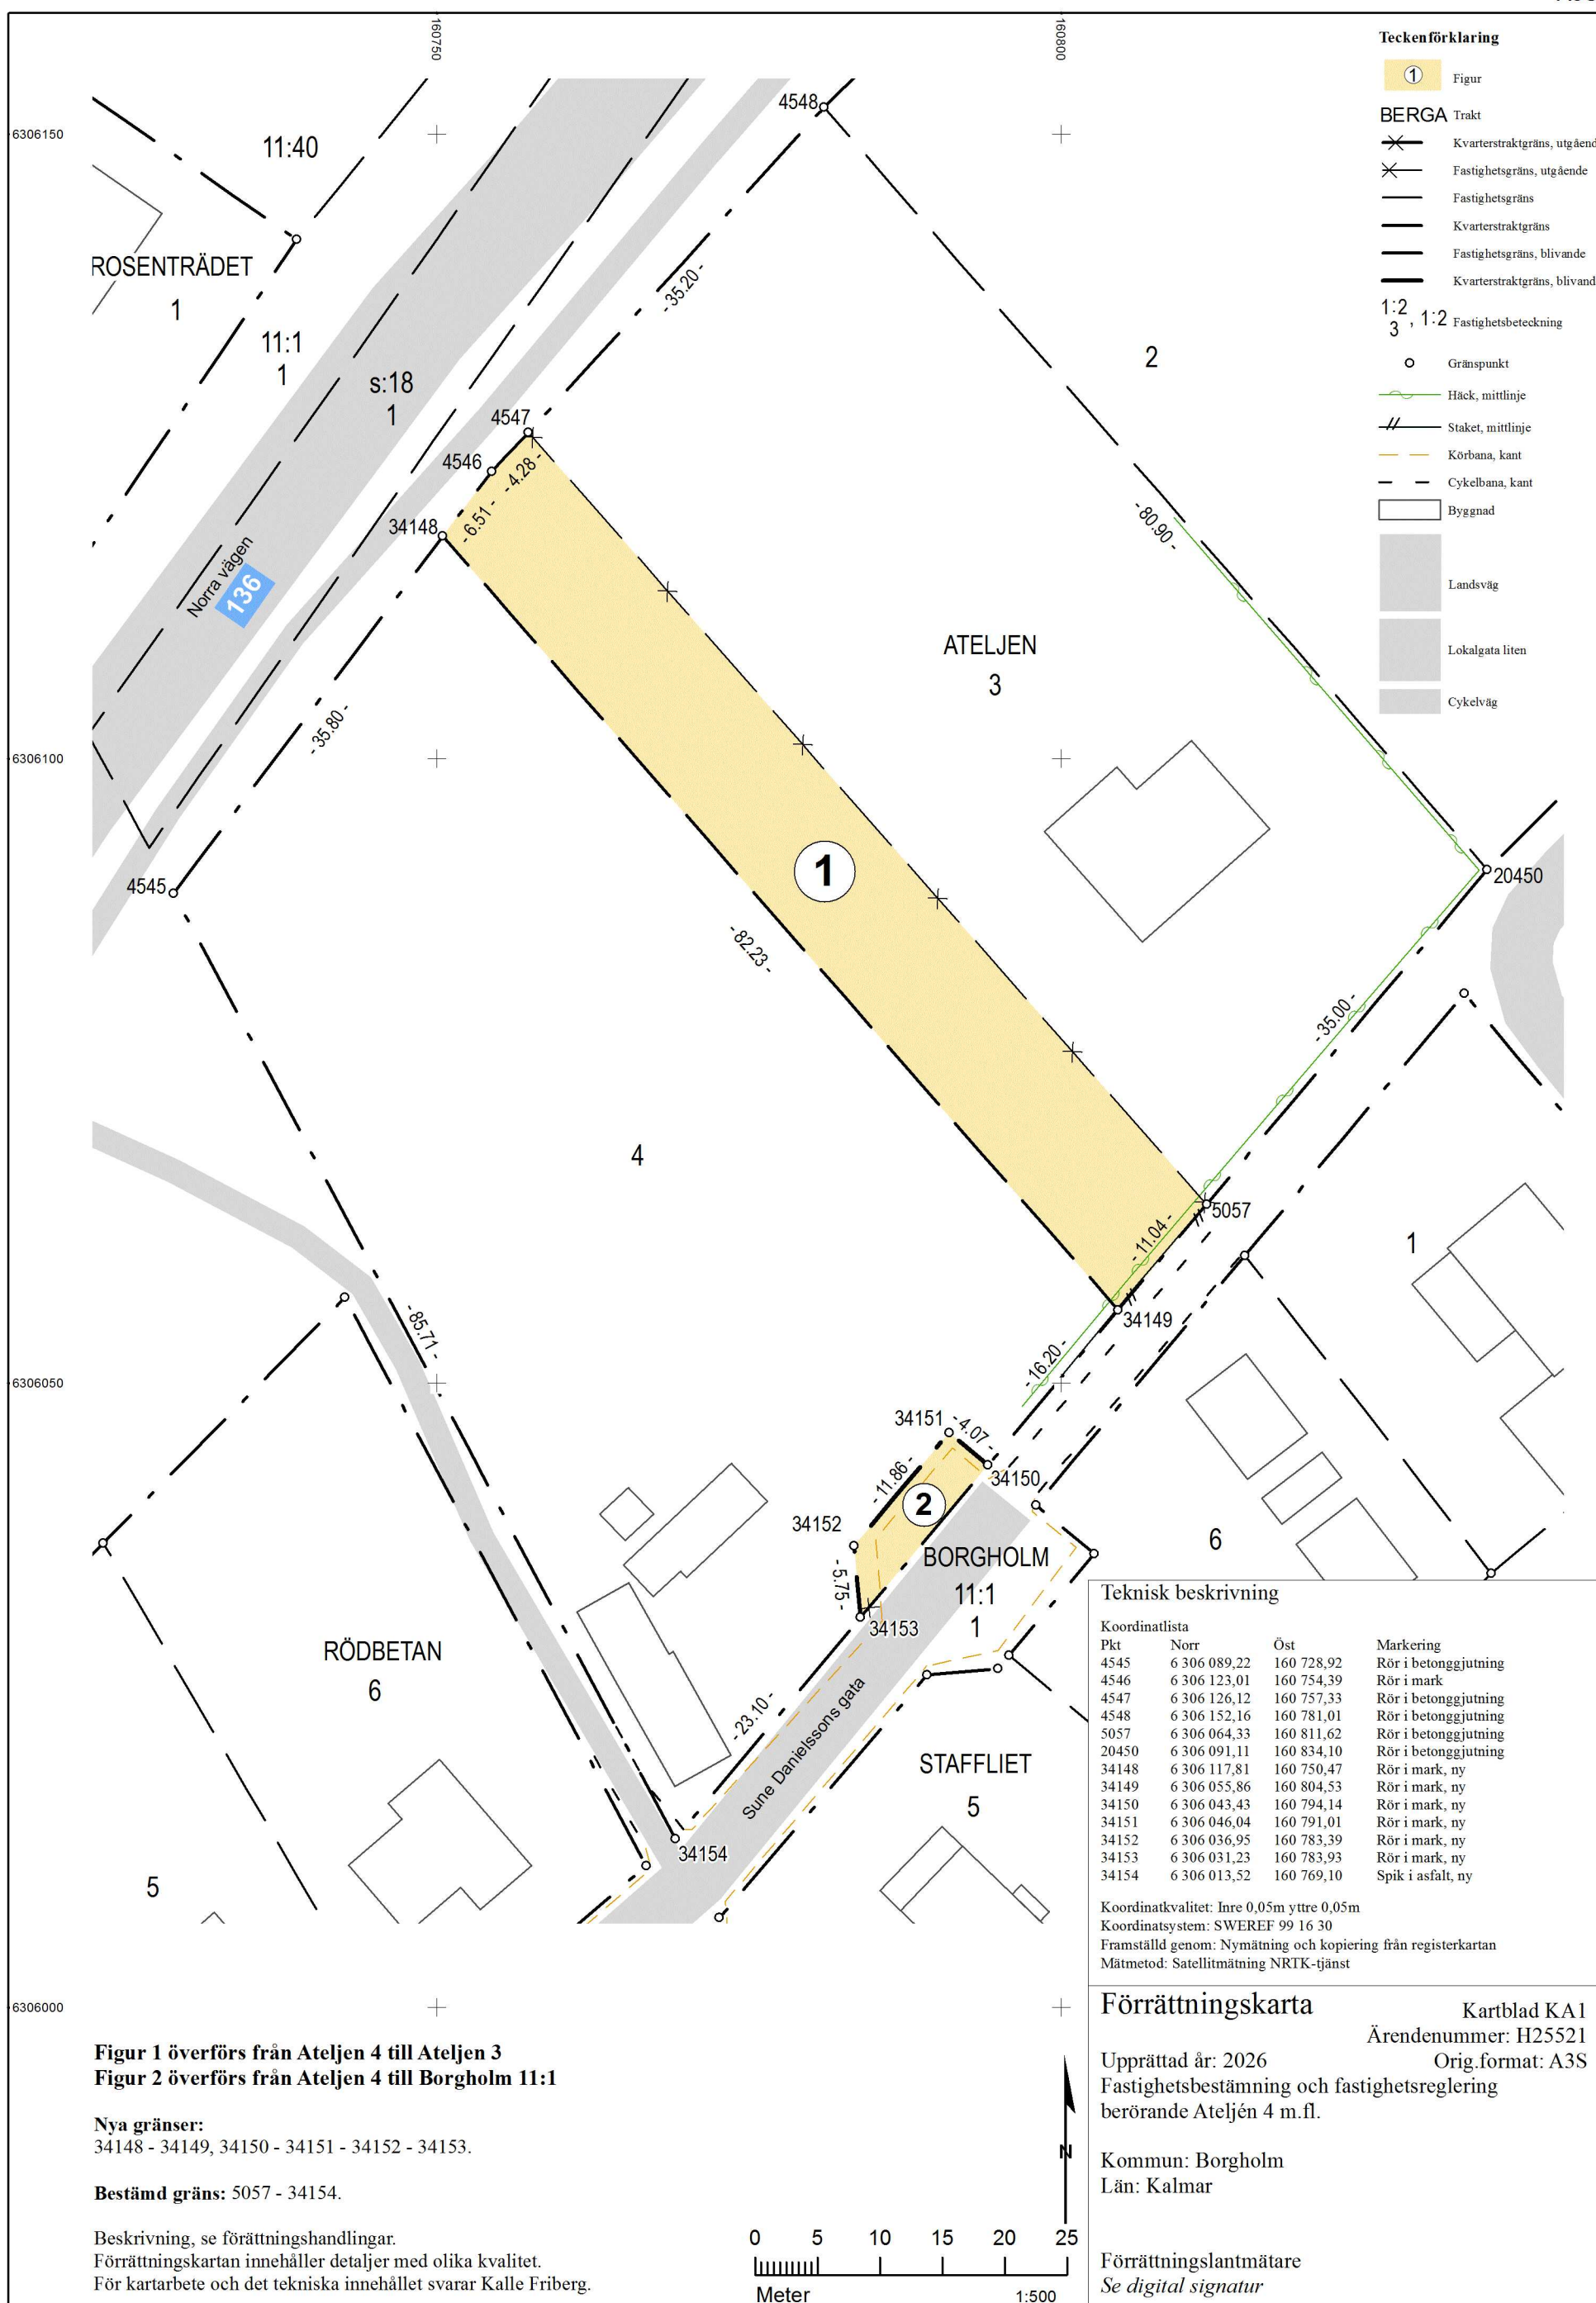 160750
160800
Teckenförklaring
1 Figur
BERGA Trakt
Kvarterstraktgräns, utgåend
Fastighetsgräns, utgående
Fastighetsgräns
Kvarterstraktgräns
Fastighetsgräns, blivande
Kvarterstraktgräns, blivand
1:2
3 , 1:2 Fastighetsbeteckning
Gränspunkt
Häck, mittlinje
Staket, mittlinje
Körbana, kant
Cykelbana, kant
Byggnad
Landsväg
Lokalgata liten
Cykelväg
6306150
6306100
6306050
6306000
11:40
4548
ROSENTRÄDET
1
11:1
1
s:18
1
- 35.20 -
2
4547
4546
- 4.28 -
- 6.51 -
34148
- 80.90 -
Norra vägen
136
ATELJEN
3
- 35.80 -
1
4545
20450
- 82.23 -
- 35.00 -
4
5057
- 11.04 -
1
34149
- 85.71 -
- 16.20 -
34151
- 4.07 -
- 11.86 -
34150
2
34152
6
- 5.75 -
BORGHOLM
11:1
1
34153
RÖDBETAN
6
- 23.10 -
Sune Danielssons gata
STAFFLIET
5
34154
5
Teknisk beskrivning
Koordinatlista
Pkt Norr Öst Markering
4545 6 306 089,22 160 728,92 Rör i betonggjutning
4546 6 306 123,01 160 754,39 Rör i mark
4547 6 306 126,12 160 757,33 Rör i betonggjutning
4548 6 306 152,16 160 781,01 Rör i betonggjutning
5057 6 306 064,33 160 811,62 Rör i betonggjutning
20450 6 306 091,11 160 834,10 Rör i betonggjutning
34148 6 306 117,81 160 750,47 Rör i mark, ny
34149 6 306 055,86 160 804,53 Rör i mark, ny
34150 6 306 043,43 160 794,14 Rör i mark, ny
34151 6 306 046,04 160 791,01 Rör i mark, ny
34152 6 306 036,95 160 783,39 Rör i mark, ny
34153 6 306 031,23 160 783,93 Rör i mark, ny
34154 6 306 013,52 160 769,10 Spik i asfalt, ny
Koordinatkvalitet: Inre 0,05m yttre 0,05m
Koordinatsystem: SWEREF 99 16 30
Framställd genom: Nymätning och kopiering från registerkartan
Mätmetod: Satellitmätning NRTK-tjänst
Förrättningskarta
Kartblad KA1
Ärendenummer: H25521
Upprättad år: 2026 Orig.format: A3S
Fastighetsbestämning och fastighetsreglering
berörande Ateljén 4 m.fl.
Kommun: Borgholm
Län: Kalmar
Förrättningslantmätare
Se digital signatur
Figur 1 överförs från Ateljen 4 till Ateljen 3
Figur 2 överförs från Ateljen 4 till Borgholm 11:1
Nya gränser:
34148 - 34149, 34150 - 34151 - 34152 - 34153.
Bestämd gräns: 5057 - 34154.
Beskrivning, se förättningshandlingar.
Förrättningskartan innehåller detaljer med olika kvalitet.
För kartarbete och det tekniska innehållet svarar Kalle Friberg.
N
0 5 10 15 20 25
Meter 1:500